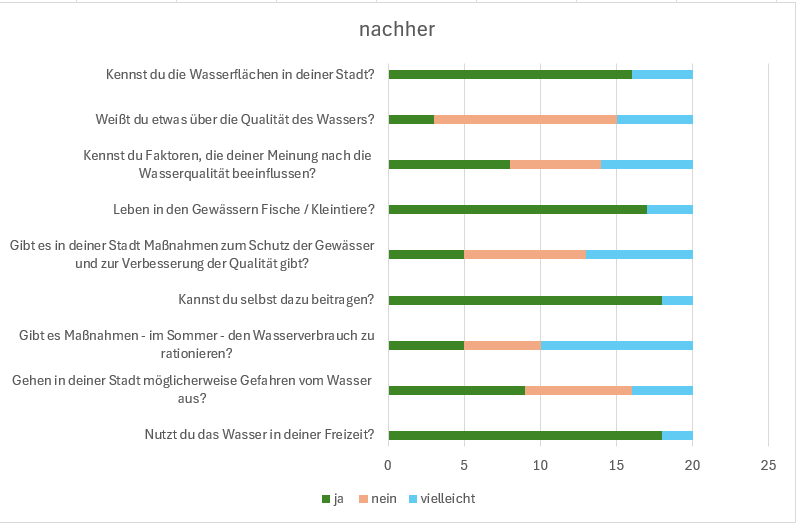 nachher
Kennst du die Wasserflächen in deiner Stadt?
Weißt du etwas über die Qualität des Wassers?
Kennst du Faktoren, die deiner Meinung nach die
Wasserqualität beeinflussen?
Leben in den Gewässern Fische / Kleintiere?
Gibt es in deiner Stadt Maßnahmen zum Schutz der Gewässer
und zur Verbesserung der Qualität gibt?
Kannst du selbst dazu beitragen?
Gibt es Maßnahmen - im Sommer - den Wasserverbrauch zu
rationieren?
Gehen in deiner Stadt möglicherweise Gefahren vom Wasser
aus?
Nutzt du das Wasser in deiner Freizeit?
0 5 10 15 20 25
ja nein vielleicht